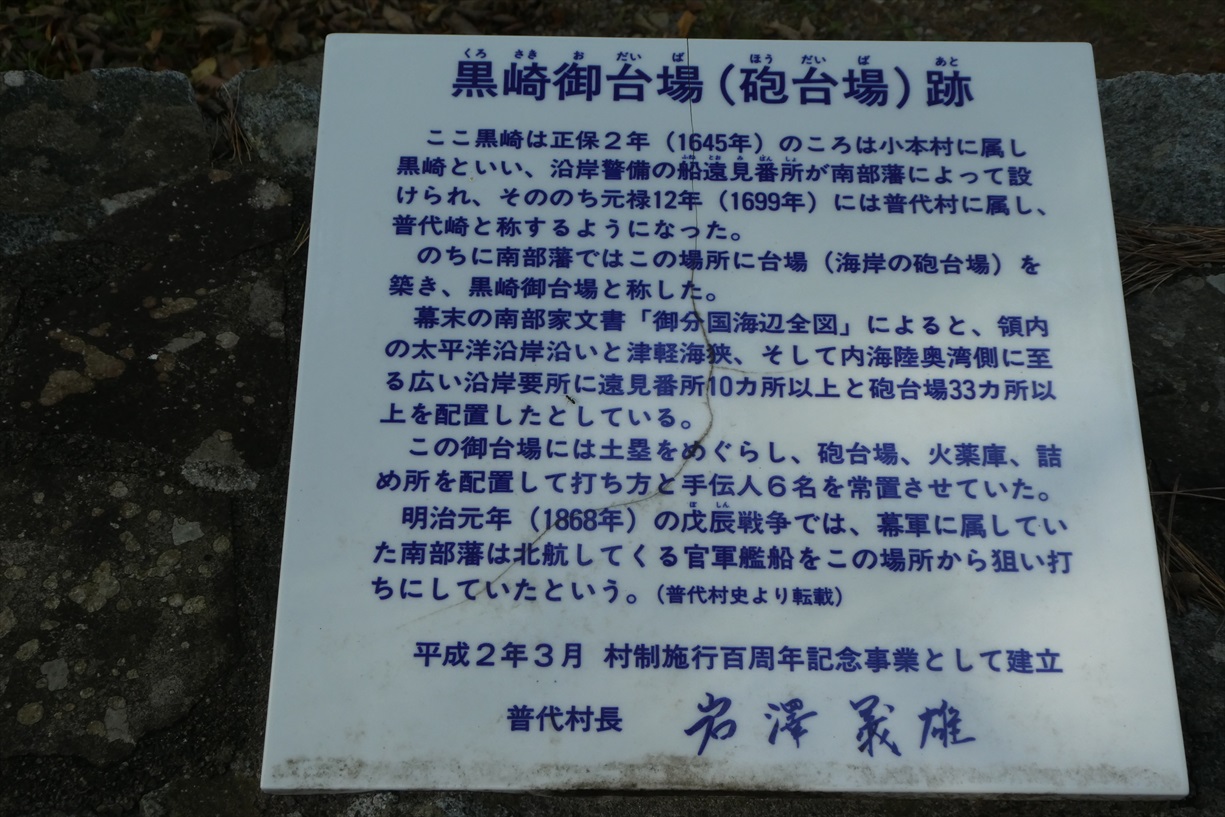 黒崎御台場(砲台場)跡
くろ さき お だい ば ほう だい ば あと
ここ黒崎は正保２年（1645年）のころは小本村に属し
黒崎といい、沿岸警備の船遠見番所が南部藩によって設
ふね とお み ばん しょ
けられ、そののち元禄12年（1699年）には普代村に属し、
普代崎と称するようになった。
のちに南部藩ではこの場所に台場（海岸の砲台場）を
築き、黒崎御台場と称した。
幕末の南部家文書「御分国海辺全図」によると、領内
の太平洋沿岸沿いと津軽海狭、そして内海陸奥湾側に至
る広い沿岸要所に遠見番所10カ所以上と砲台場33カ所以
上を配置したとしている。
この御台場には土塁をめぐらし、砲台場、火薬庫、詰
め所を配置して打ち方と手伝人６名を常置させていた。
明治元年（1868年）の戊辰戦争では、幕軍に属してい
ぼ しん
た南部藩は北航してくる官軍艦船をこの場所から狙い打
ちにしていたという。（普代村史より転載）
平成２年３月 村制施行百周年記念事業として建立
普代村長 岩澤義雄